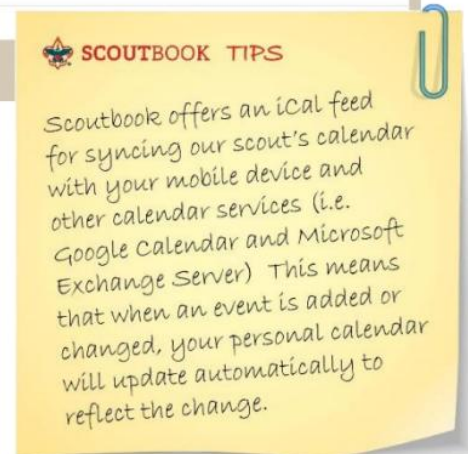 SCOUTBOOK TIPS
Scoutbook offers an iCal feed
for syncing our scout's calendar
with your mobile device and
other calendar services (i.e.
Google Calendar and Microsoft
Exchange Server) This means
that when an event is added or
changed, your personal calendar
will update automatically to
reflect the change.